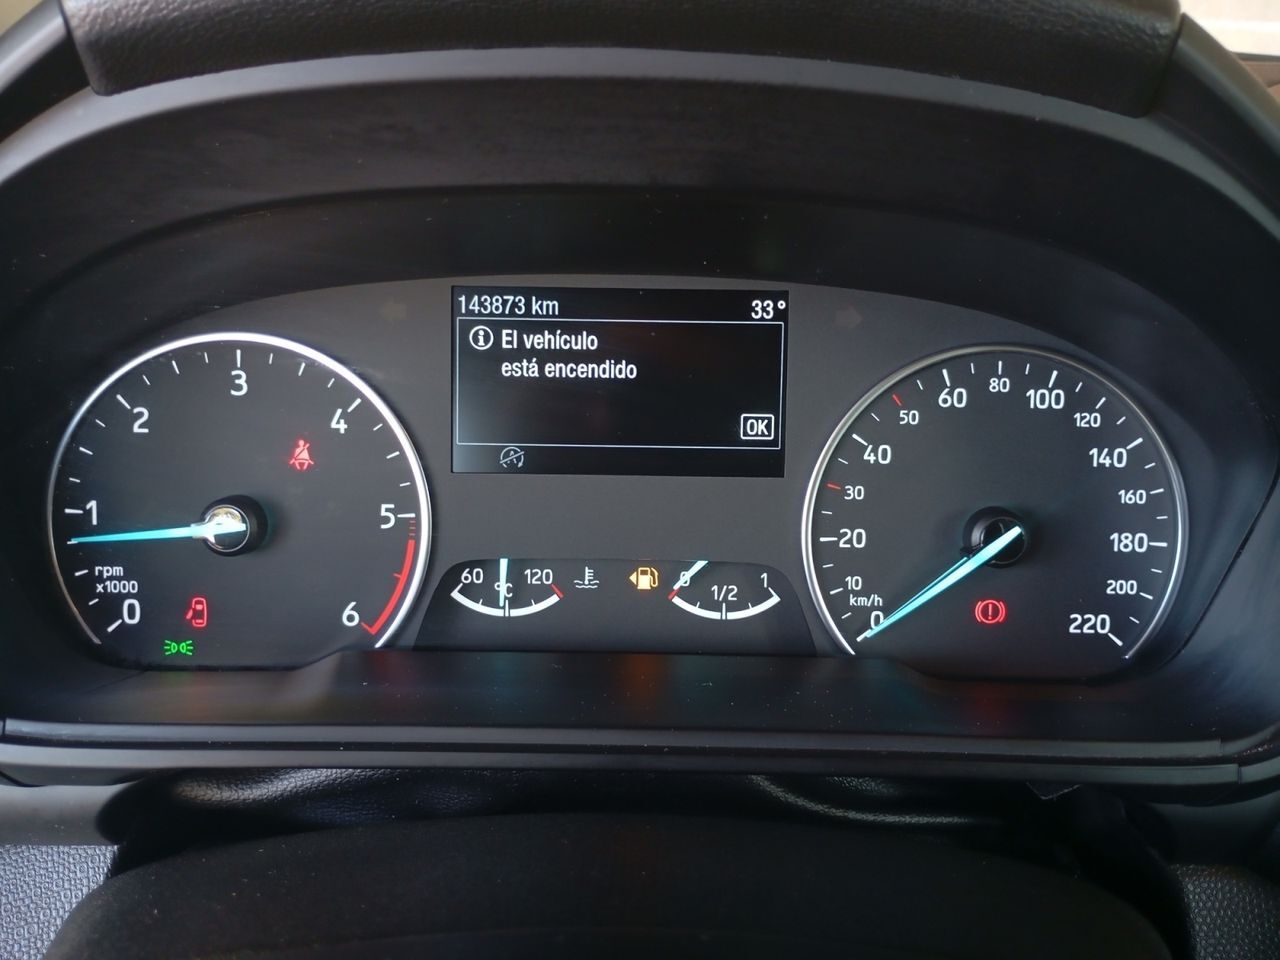 143873 km 33°
El vehículo
está encendido
OK
0 1 2 3 4 5 6
rpm
x1000
60 °C 120
0 1/2 1
0 10 20 30 40 50 60 80 100 120 140 160 180 200 220
km/h